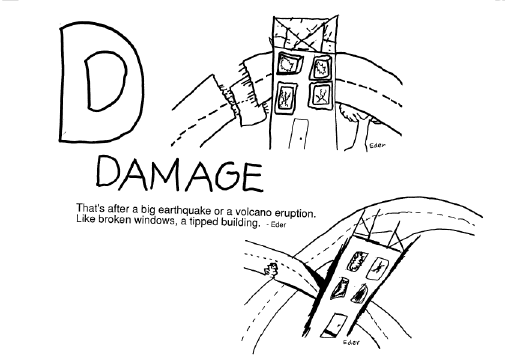 D
DAMAGE
That's after a big earthquake or a volcano eruption.
Like broken windows, a tipped building. - Eder
Eder
Eder